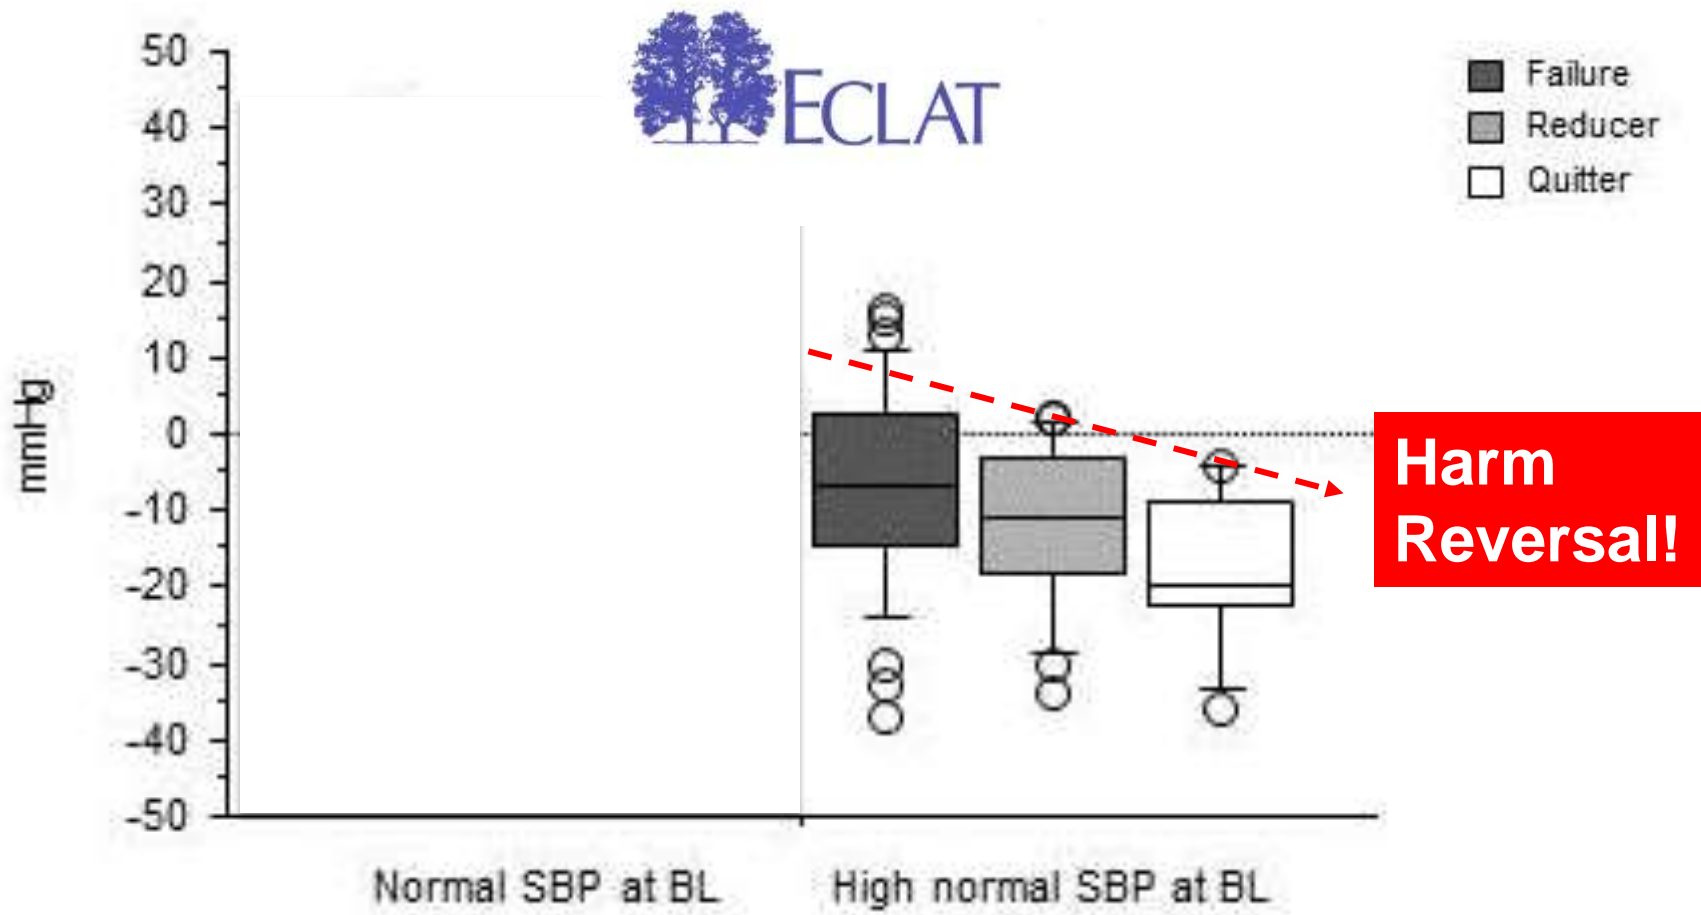 ECLAT
Failure
Reducer
Quitter
50
40
30
20
10
0
-10
-20
-30
-40
-50
mmHg
Harm
Reversal!
Normal SBP at BL
High normal SBP at BL